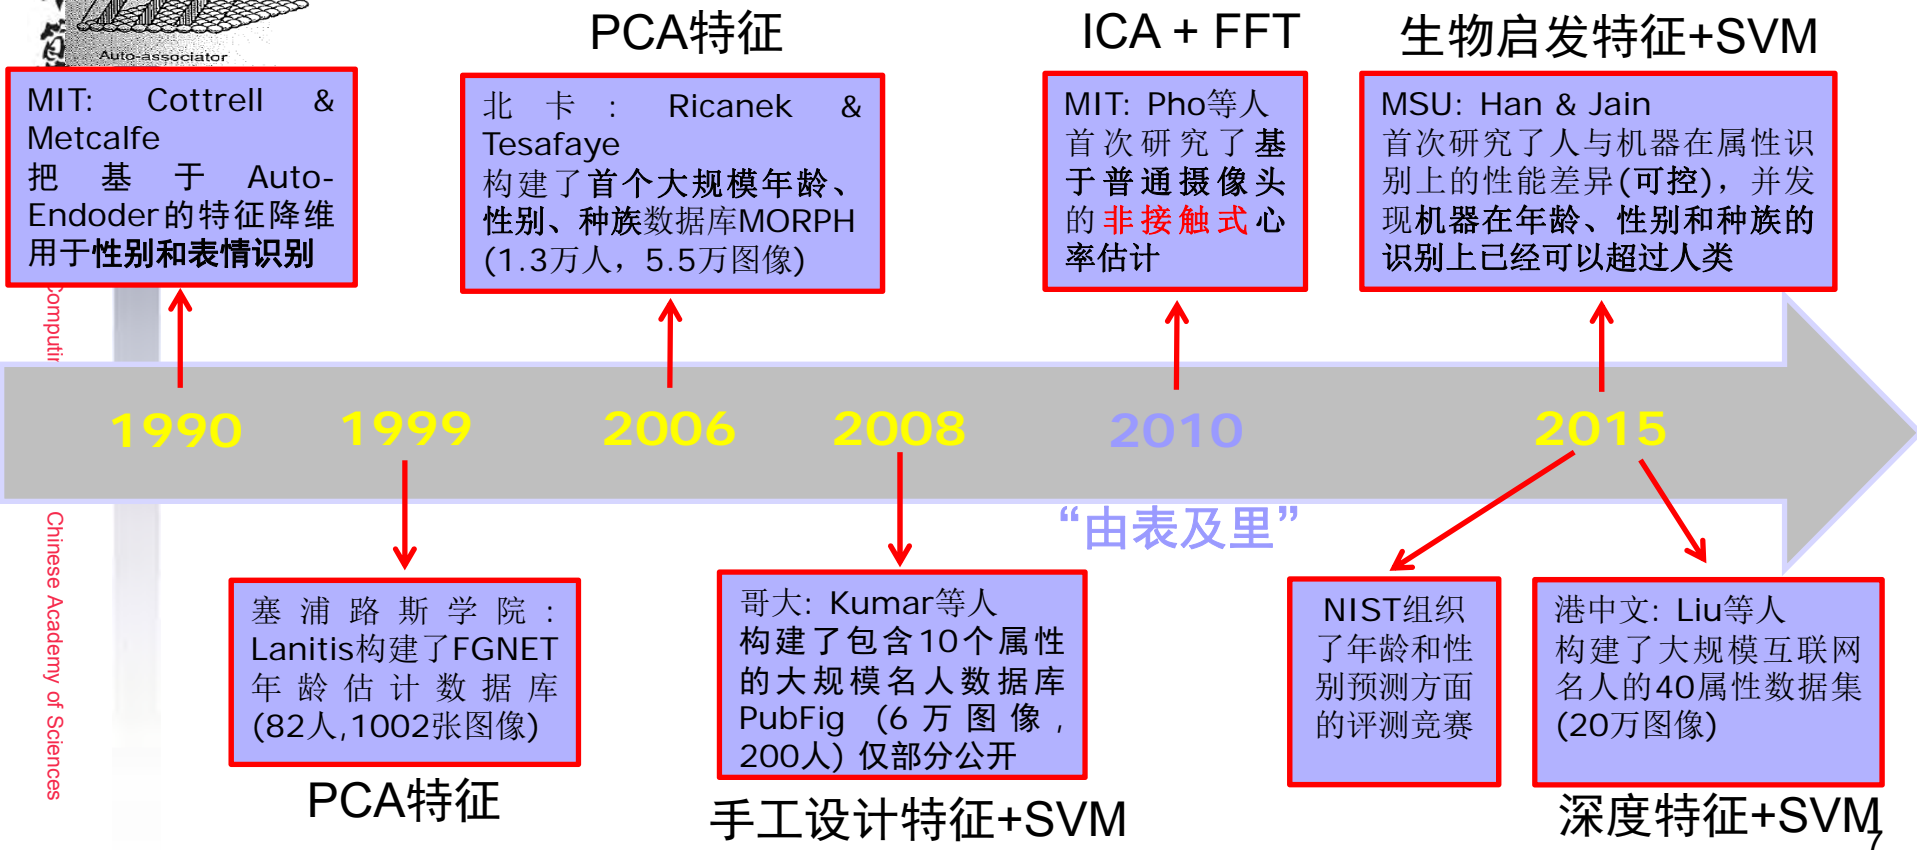 Auto-associator
PCA特征
ICA + FFT
生物启发特征+SVM
MIT: Cottrell &
Metcalfe
把基于 Auto-
Endoder的特征降维
用于性别和表情识别
北卡: Ricanek &
Tesafaye
构建了首个大规模年龄、
性别、种族数据库MORPH
(1.3万人，5.5万图像)
MIT: Pho等人
首次研究了基
于普通摄像头
的非接触式心
率估计
MSU: Han & Jain
首次研究了人与机器在属性识
别上的性能差异(可控)，并发
现机器在年龄、性别和种族的
识别上已经可以超过人类
1990
1999
2006
2008
2010
2015
“由表及里”
塞浦路斯学院:
Lanitis构建了FGNET
年龄估计数据库
(82人,1002张图像)
PCA特征
哥大: Kumar等人
构建了包含10个属性
的大规模名人数据库
PubFig (6万图像,
200人) 仅部分公开
手工设计特征+SVM
NIST组织
了年龄和性
别预测方面
的评测竞赛
港中文: Liu等人
构建了大规模互联网
名人的40属性数据集
(20万图像)
深度特征+SVM
7
Chinese Academy of Sciences